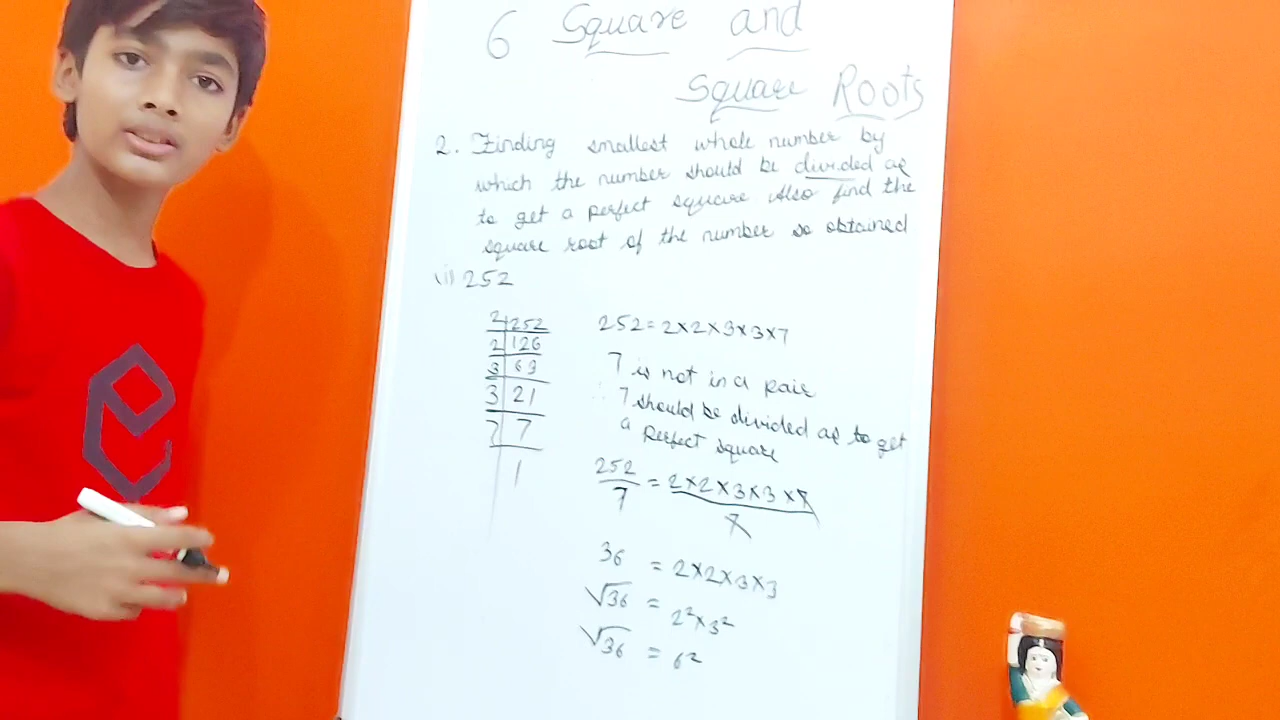 6 Square and
Square Roots
2. Finding smallest whole number by
which the number should be divided as
to get a perfect square. Also find the
square root of the number so obtained
(i) 252
2 252
2 126
3 63
3 21
7 7
1
252 = 2×2×3×3×7
7 is not in a pair
∴ 7 should be divided as to get
a perfect square
252/7 = 2×2×3×3×7/7
36 = 2×2×3×3
√36 = 2²×3²
√36 = 6²